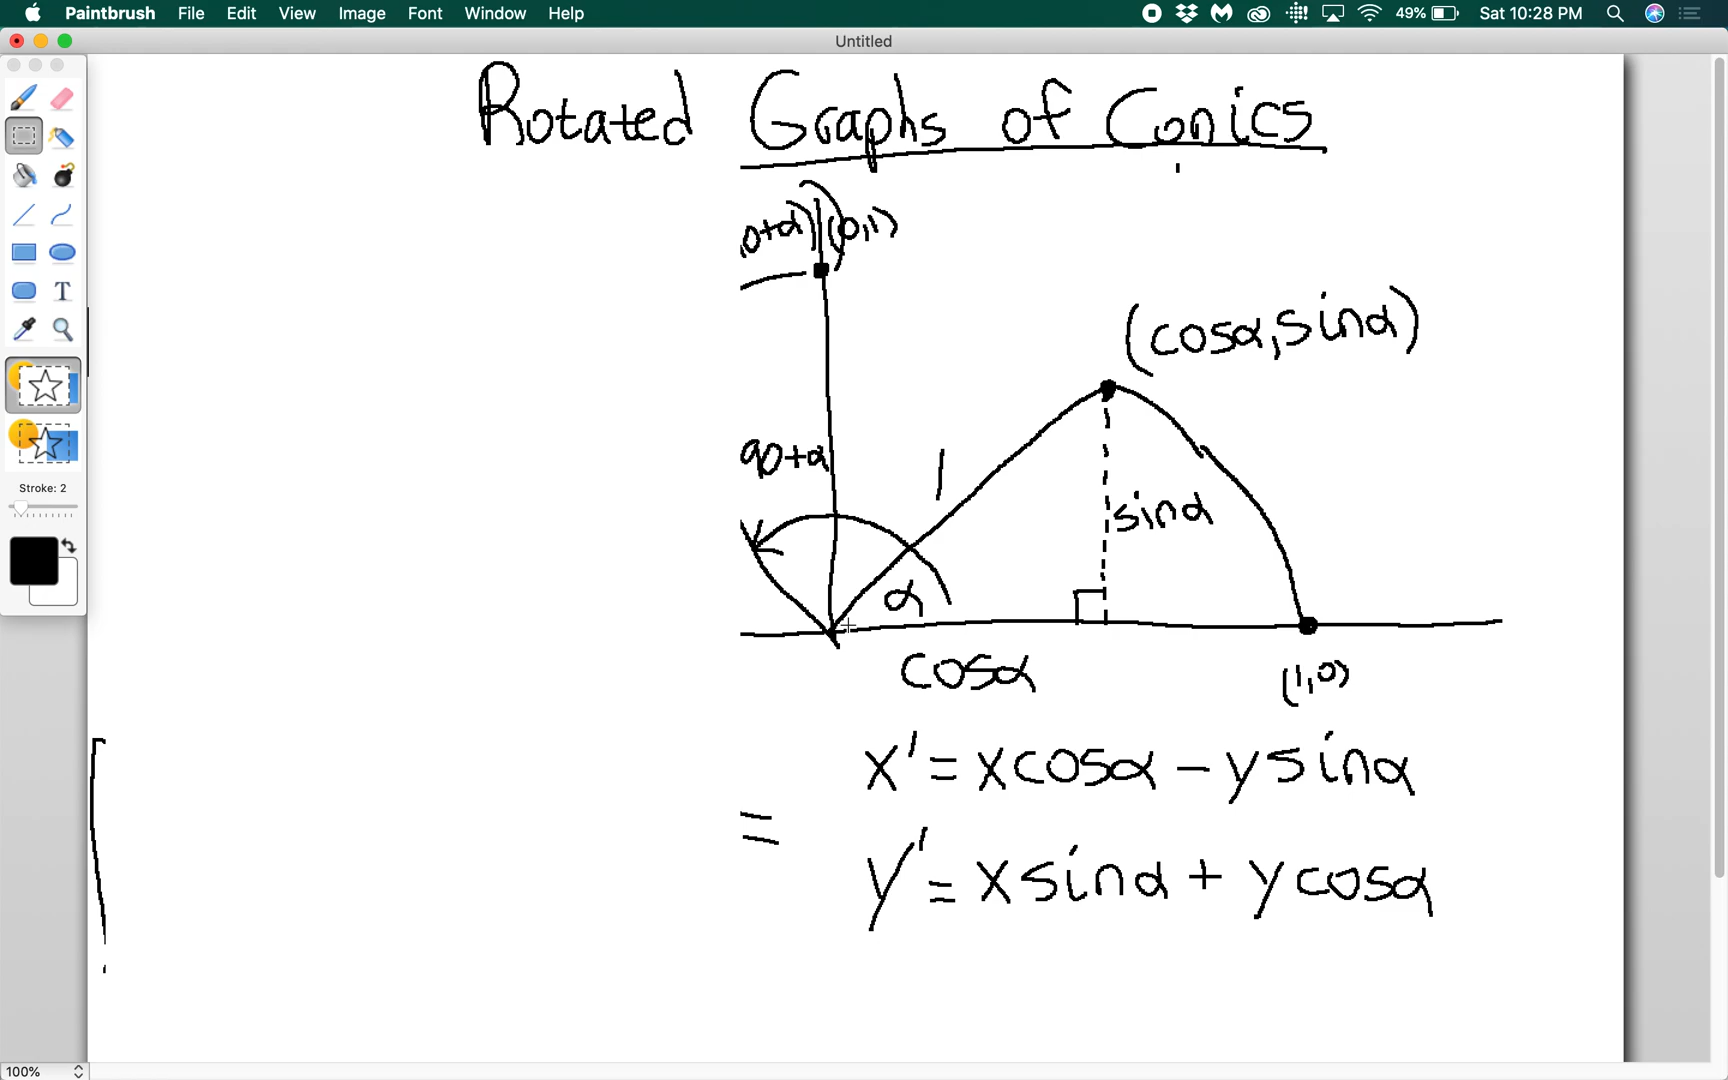 Paintbrush File Edit View Image Font Window Help 49% Sat 10:28 PM
Untitled
Rotated Graphs of Conics
0+α) (0,1)
(cosα, sinα)
90+α
1
sinα
α
cosα
(1,0)
x' = xcosα - ysinα
=
y' = xsinα + ycosα
T
Stroke: 2
100%